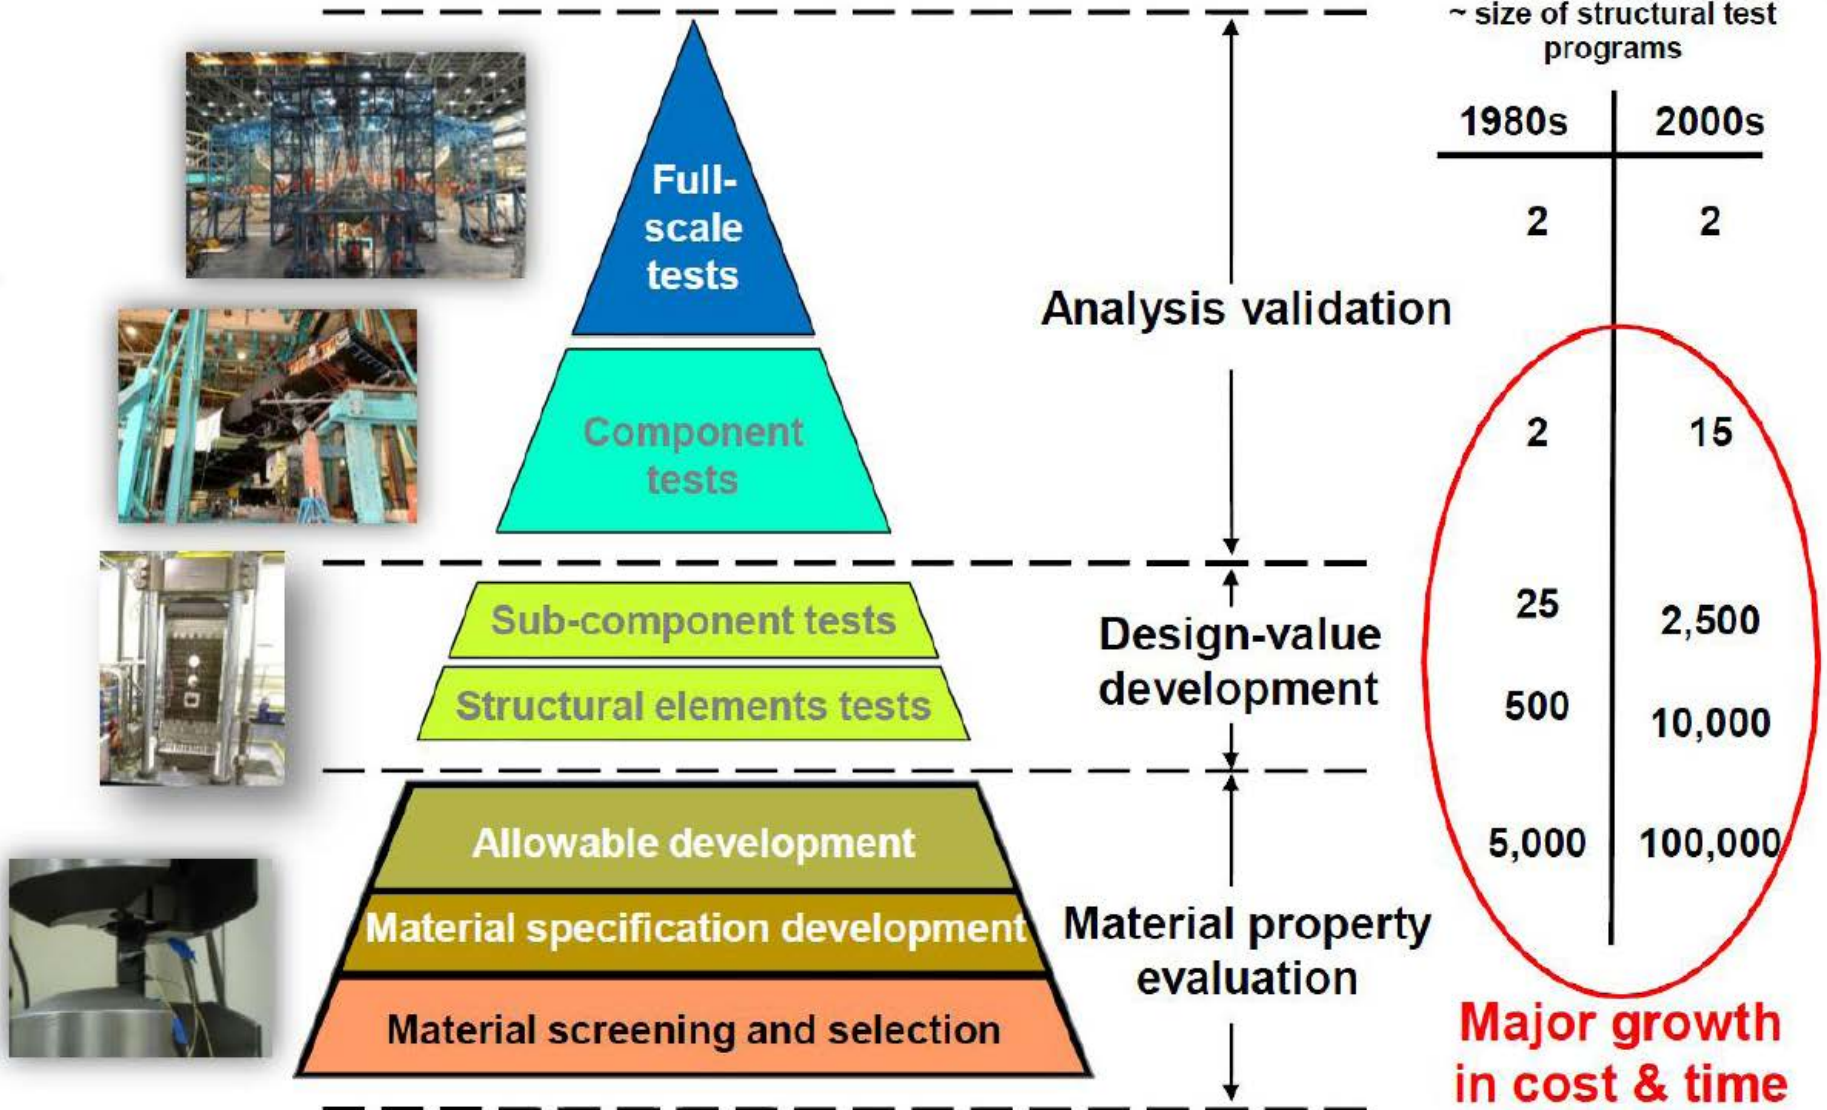 ~ size of structural test
programs
1980s 2000s
Full-
scale
tests
2 2
Analysis validation
Component
tests
2 15
Sub-component tests
Design-value
development
25 2,500
Structural elements tests
500 10,000
Allowable development
5,000 100,000
Material specification development
Material property
evaluation
Material screening and selection
Major growth
in cost & time